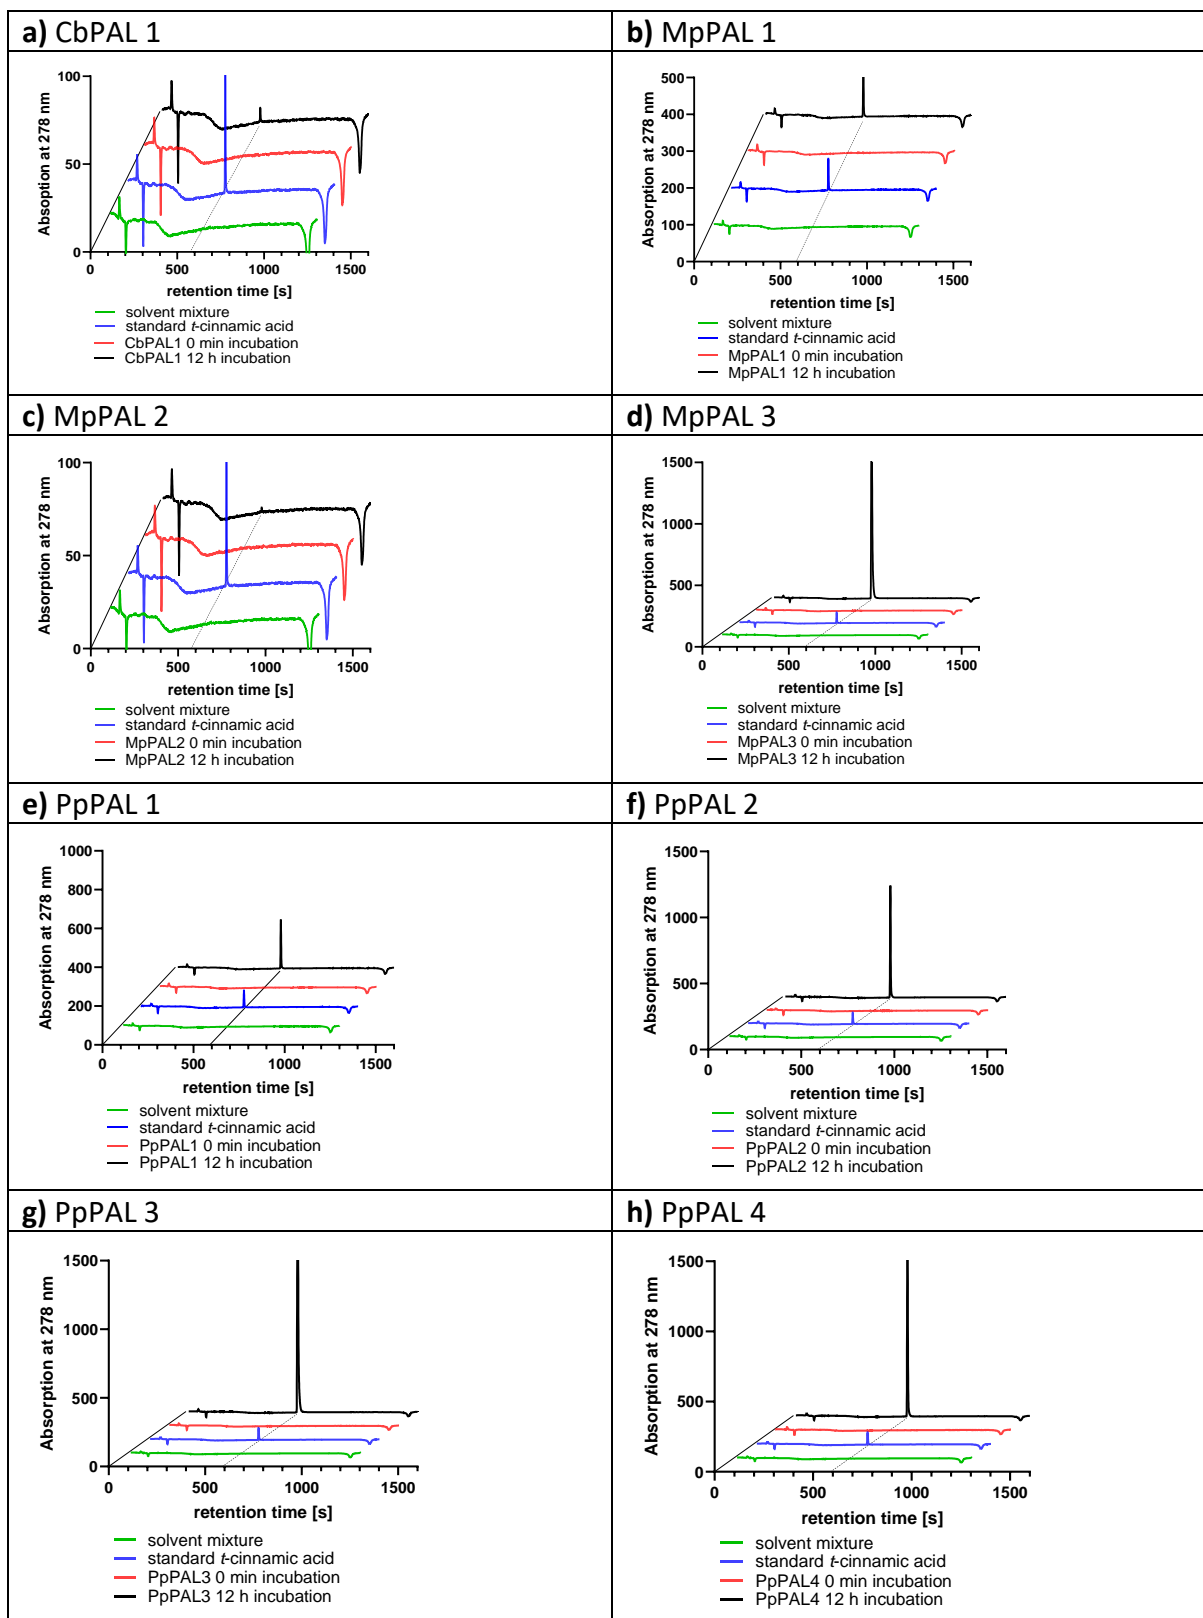 a) CbPAL 1
b) MpPAL 1
Absorption at 278 nm
100
50
0
0 500 1000 1500
retention time [s]
solvent mixture
standard t-cinnamic acid
CbPAL1 0 min incubation
CbPAL1 12 h incubation
Absorption at 278 nm
500
400
300
200
100
0
0 500 1000 1500
retention time [s]
solvent mixture
standard t-cinnamic acid
MpPAL1 0 min incubation
MpPAL1 12 h incubation
c) MpPAL 2
d) MpPAL 3
Absorption at 278 nm
100
50
0
0 500 1000 1500
retention time [s]
solvent mixture
standard t-cinnamic acid
MpPAL2 0 min incubation
MpPAL2 12 h incubation
Absorption at 278 nm
1500
1000
500
0
0 500 1000 1500
retention time [s]
solvent mixture
standard t-cinnamic acid
MpPAL3 0 min incubation
MpPAL3 12 h incubation
e) PpPAL 1
f) PpPAL 2
Absorption at 278 nm
1000
800
600
400
200
0
0 500 1000 1500
retention time [s]
solvent mixture
standard t-cinnamic acid
PpPAL1 0 min incubation
PpPAL1 12 h incubation
Absorption at 278 nm
1500
1000
500
0
0 500 1000 1500
retention time [s]
solvent mixture
standard t-cinnamic acid
PpPAL2 0 min incubation
PpPAL2 12 h incubation
g) PpPAL 3
h) PpPAL 4
Absorption at 278 nm
1500
1000
500
0
0 500 1000 1500
retention time [s]
solvent mixture
standard t-cinnamic acid
PpPAL3 0 min incubation
PpPAL3 12 h incubation
Absorption at 278 nm
1500
1000
500
0
0 500 1000 1500
retention time [s]
solvent mixture
standard t-cinnamic acid
PpPAL4 0 min incubation
PpPAL4 12 h incubation